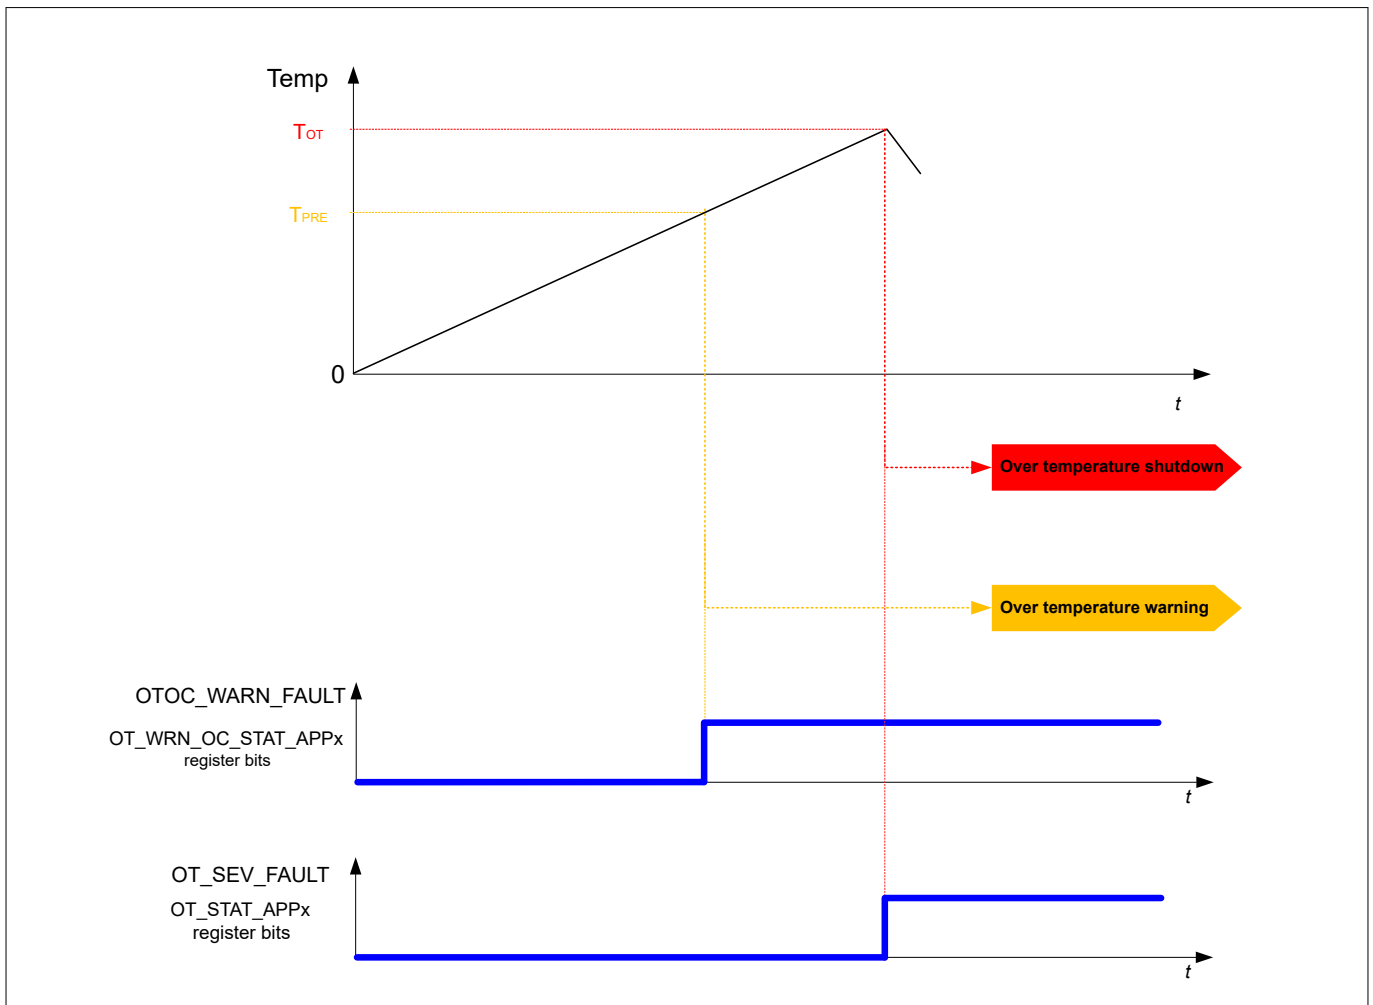 Temp
TOT
TPRE
0
t
Over temperature shutdown
Over temperature warning
OTOC_WARN_FAULT
OT_WRN_OC_STAT_APPx
register bits
t
OT_SEV_FAULT
OT_STAT_APPx
register bits
t